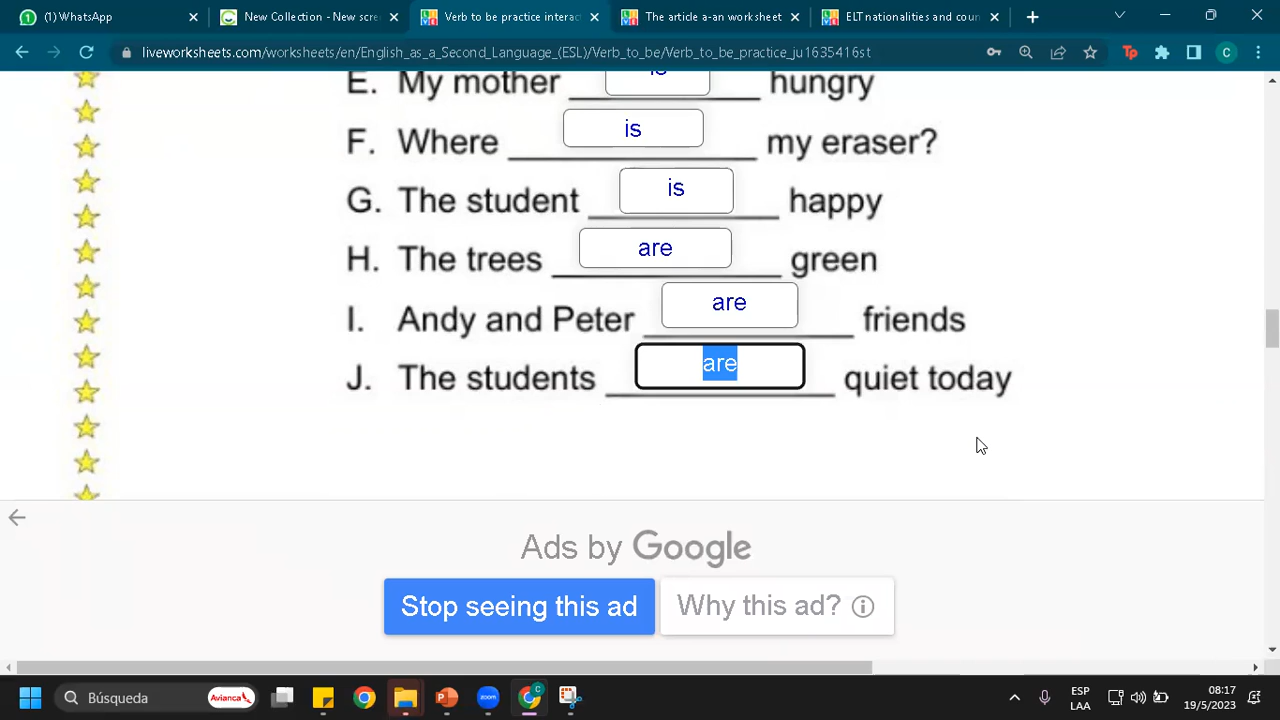 (1) WhatsApp
New Collection - New scre
Verb to be practice interac
The article a-an worksheet
ELT nationalities and coun
liveworksheets.com/worksheets/en/English_as_a_Second_Language_(ESL)/Verb_to_be/Verb_to_be_practice_ju1635416st
E. My mother is hungry
F. Where is my eraser?
G. The student is happy
H. The trees are green
I. Andy and Peter are friends
J. The students are quiet today
Ads by Google
Stop seeing this ad
Why this ad?
Búsqueda
Avianca
zoom
ESP
LAA
08:17
19/5/2023